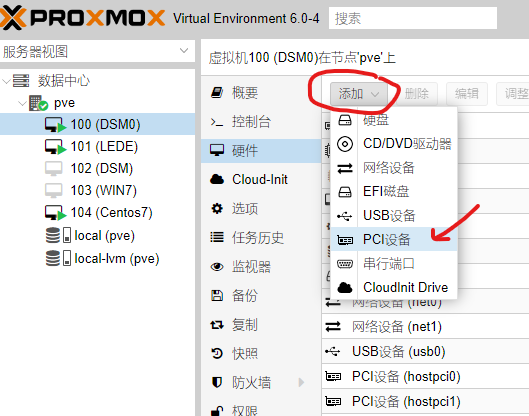 PROXMOX Virtual Environment 6.0-4 搜索
服务器视图
数据中心
pve
100 (DSM0)
101 (LEDE)
102 (DSM)
103 (WIN7)
104 (Centos7)
local (pve)
local-lvm (pve)
虚拟机100 (DSM0)在节点'pve'上
概要
控制台
硬件
Cloud-Init
选项
任务历史
监视器
备份
复制
快照
防火墙
权限
添加 删除 编辑 调整
硬盘
CD/DVD驱动器
网络设备
EFI磁盘
USB设备
PCI设备
串行端口
CloudInit Drive
网络设备 (net0)
网络设备 (net1)
USB设备 (usb0)
PCI设备 (hostpci0)
PCI设备 (hostpci1)